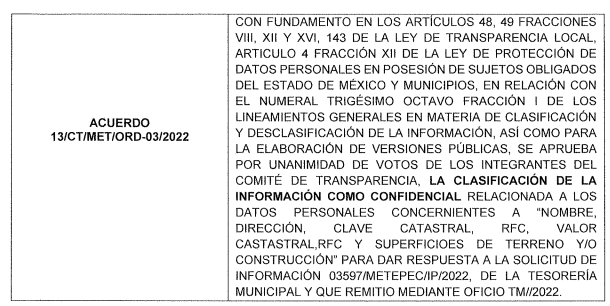 ACUERDO
13/CT/MET/ORD-03/2022
CON FUNDAMENTO EN LOS ARTÍCULOS 48, 49 FRACCIONES
VIII, XII Y XVI, 143 DE LA LEY DE TRANSPARENCIA LOCAL,
ARTICULO 4 FRACCIÓN XII DE LA LEY DE PROTECCIÓN DE
DATOS PERSONALES EN POSESIÓN DE SUJETOS OBLIGADOS
DEL ESTADO DE MÉXICO Y MUNICIPIOS, EN RELACIÓN CON
EL NUMERAL TRIGÉSIMO OCTAVO FRACCIÓN I DE LOS
LINEAMIENTOS GENERALES EN MATERIA DE CLASIFICACIÓN
Y DESCLASIFICACIÓN DE LA INFORMACIÓN, ASÍ COMO PARA
LA ELABORACIÓN DE VERSIONES PÚBLICAS, SE APRUEBA
POR UNANIMIDAD DE VOTOS DE LOS INTEGRANTES DEL
COMITÉ DE TRANSPARENCIA, LA CLASIFICACIÓN DE LA
INFORMACIÓN COMO CONFIDENCIAL RELACIONADA A LOS
DATOS PERSONALES CONCERNIENTES A "NOMBRE,
DIRECCIÓN, CLAVE CATASTRAL, RFC, VALOR
CASTASTRAL,RFC Y SUPERFICIOES DE TERRENO Y/O
CONSTRUCCIÓN" PARA DAR RESPUESTA A LA SOLICITUD DE
INFORMACIÓN 03597/METEPEC/IP/2022, DE LA TESORERÍA
MUNICIPAL Y QUE REMITIO MEDIANTE OFICIO TM//2022.